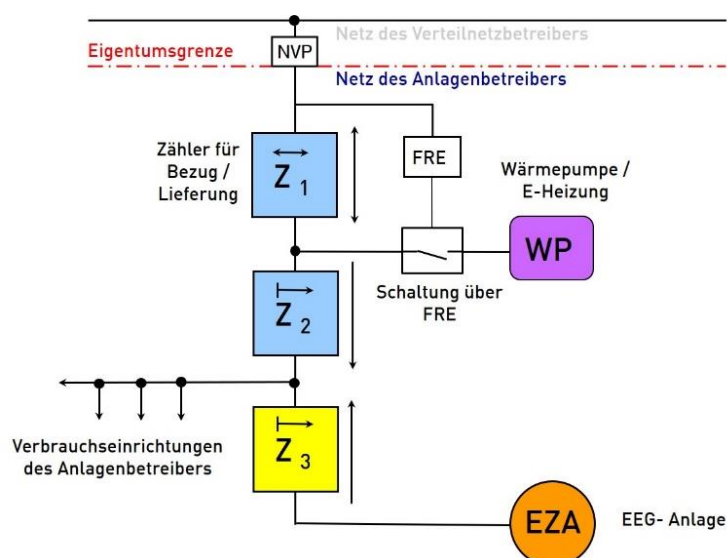 Netz des Verteilnetzbetreibers
Eigentumsgrenze
NVP
Netz des Anlagenbetreibers
Zähler für
Bezug /
Lieferung
Z 1
FRE
Wärmepumpe /
E-Heizung
WP
Schaltung über
FRE
Z 2
Verbrauchseinrichtungen
des Anlagenbetreibers
Z 3
EZA
EEG- Anlage